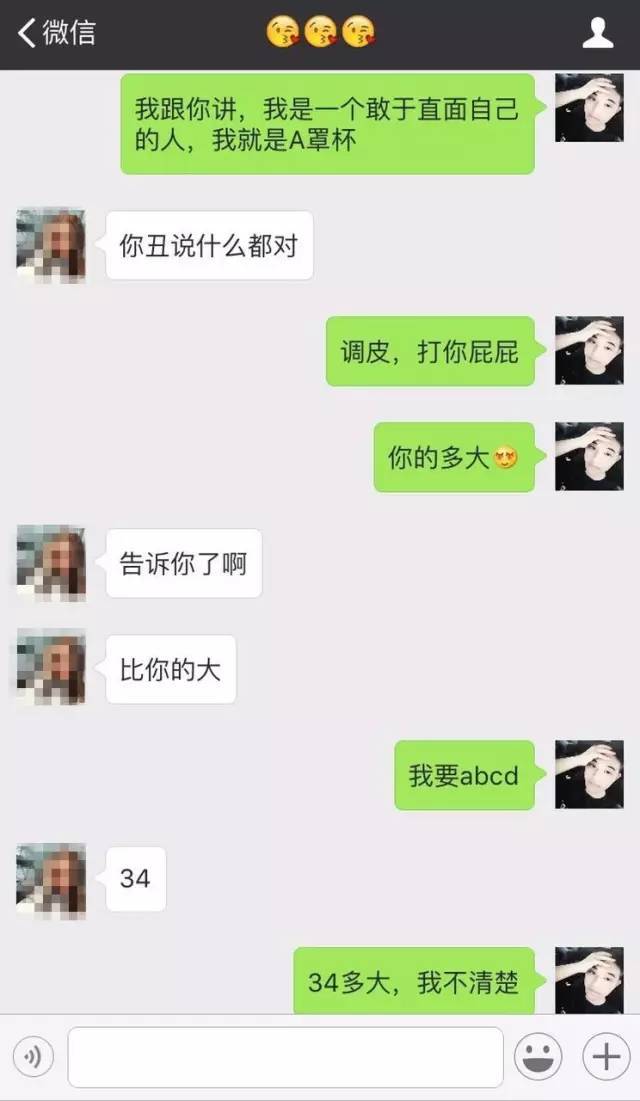 微信
我跟你讲，我是一个敢于直面自己
的人，我就是A罩杯
你丑说什么都对
调皮，打你屁屁
你的多大
告诉你了啊
比你的大
我要abcd
34
34多大，我不清楚